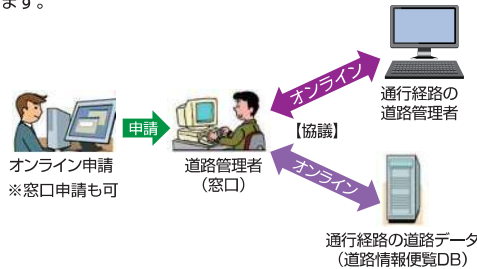 ます。
オンライン
通行経路の
道路管理者
申請
【協議】
オンライン申請
※窓口申請も可
道路管理者
（窓口）
オンライン
通行経路の道路データ
（道路情報便覧DB）